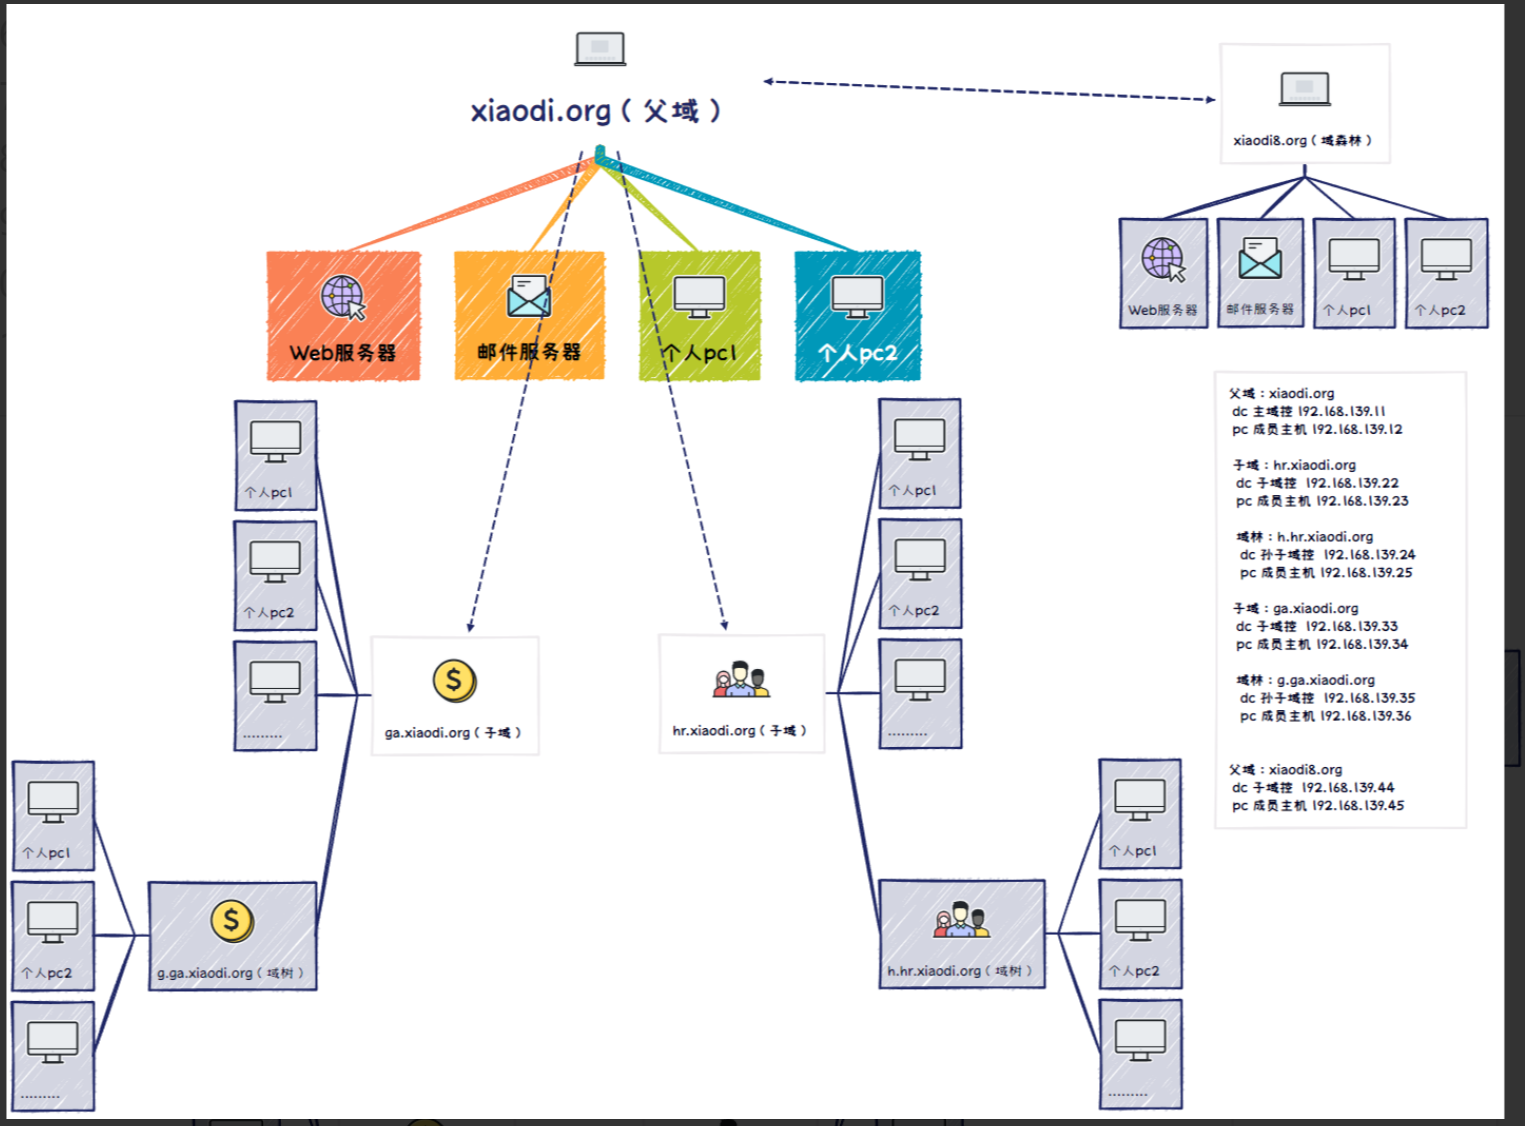 xiaodi.org（父域）
xiaodi8.org（域森林）
Web服务器
邮件服务器
个人pc1
个人pc2
Web服务器
邮件服务器
个人pc1
个人pc2
父域：xiaodi.org
dc 主域控 192.168.139.11
pc 成员主机 192.168.139.12
子域：hr.xiaodi.org
dc 子域控 192.168.139.22
pc 成员主机 192.168.139.23
域林：h.hr.xiaodi.org
dc 孙子域控 192.168.139.24
pc 成员主机 192.168.139.25
子域：ga.xiaodi.org
dc 子域控 192.168.139.33
pc 成员主机 192.168.139.34
域林：g.ga.xiaodi.org
dc 孙子域控 192.168.139.35
pc 成员主机 192.168.139.36
父域：xiaodi8.org
dc 子域控 192.168.139.44
pc 成员主机 192.168.139.45
个人pc1
个人pc2
.........
ga.xiaodi.org（子域）
hr.xiaodi.org（子域）
个人pc1
个人pc2
.........
个人pc1
个人pc2
.........
g.ga.xiaodi.org（域树）
h.hr.xiaodi.org（域树）
个人pc1
个人pc2
.........